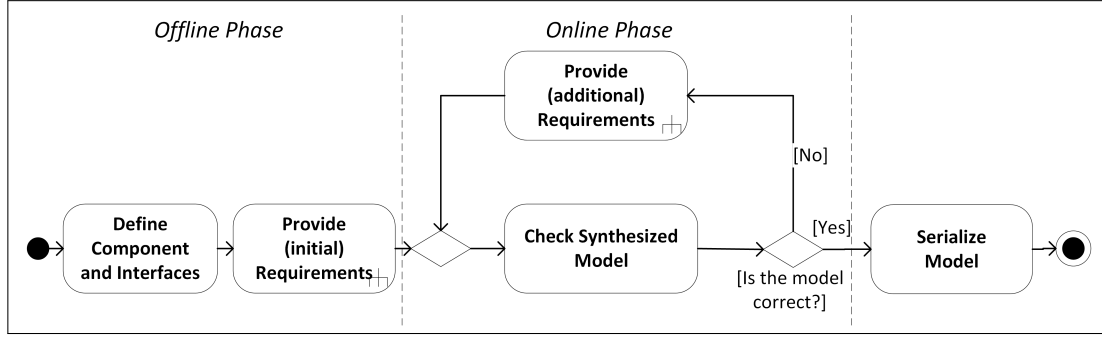 Offline Phase
Online Phase
Provide
(additional)
Requirements
[No]
Define
Component
and Interfaces
Provide
(initial)
Requirements
Check Synthesized
Model
[Yes]
[Is the model
correct?]
Serialize
Model